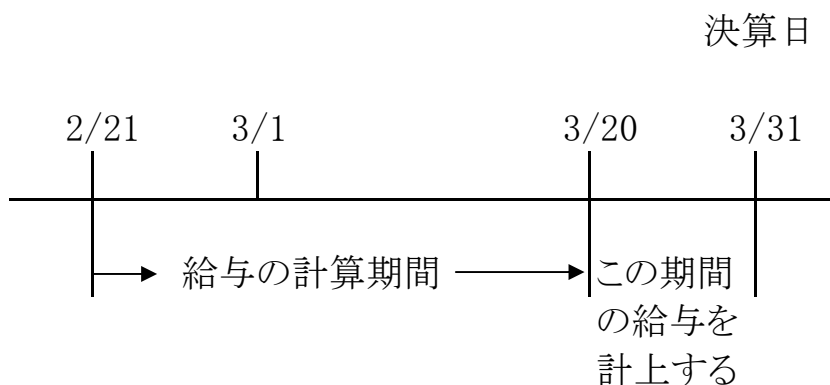 決算日
2/21 3/1 3/20 3/31
給与の計算期間
この期間
の給与を
計上する